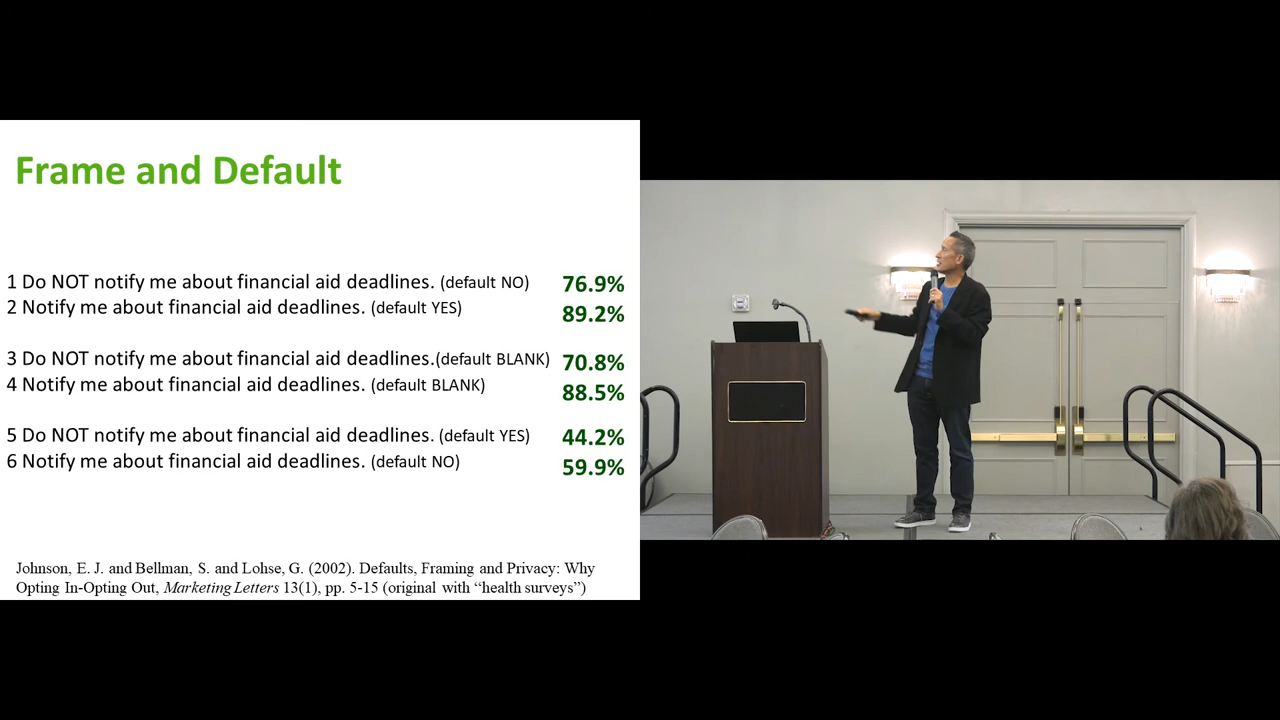 Frame and Default
1 Do NOT notify me about financial aid deadlines. (default NO) 76.9%
2 Notify me about financial aid deadlines. (default YES) 89.2%
3 Do NOT notify me about financial aid deadlines.(default BLANK) 70.8%
4 Notify me about financial aid deadlines. (default BLANK) 88.5%
5 Do NOT notify me about financial aid deadlines. (default YES) 44.2%
6 Notify me about financial aid deadlines. (default NO) 59.9%
Johnson, E. J. and Bellman, S. and Lohse, G. (2002). Defaults, Framing and Privacy: Why
Opting In-Opting Out, Marketing Letters 13(1), pp. 5-15 (original with “health surveys”)